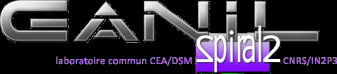 GANIL
spiral2
laboratoire commun CEA/DSM CNRS/IN2P3